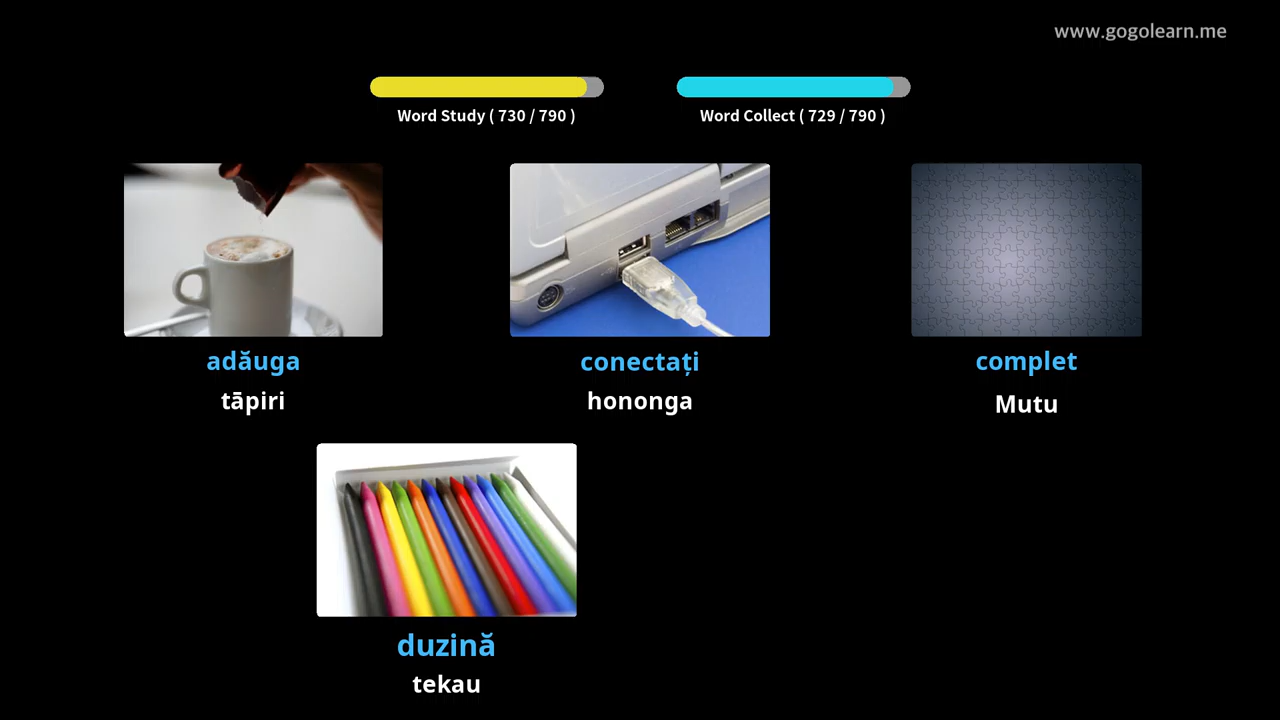 www.gogolearn.me
Word Study ( 730 / 790 )
Word Collect ( 729 / 790 )
adăuga
tāpiri
conectați
hononga
complet
Mutu
duzină
tekau